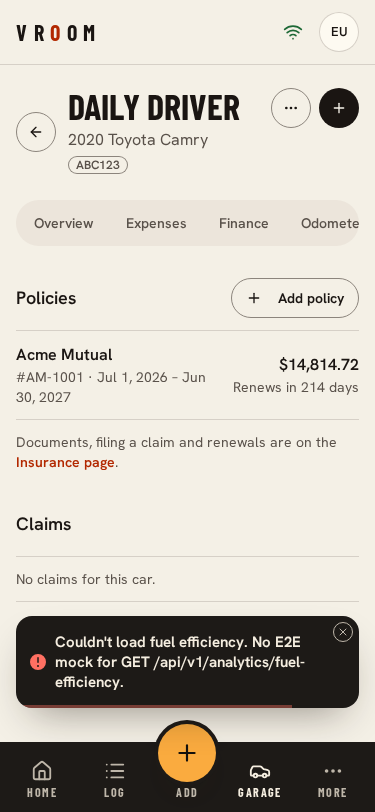 VROOM
EU
DAILY DRIVER
2020 Toyota Camry
ABC123
Overview Expenses Finance Odomete
Policies
Add policy
Acme Mutual
#AM-1001 · Jul 1, 2026 – Jun
30, 2027
$14,814.72
Renews in 214 days
Documents, filing a claim and renewals are on the
Insurance page.
Claims
No claims for this car.
Couldn't load fuel efficiency. No E2E
mock for GET /api/v1/analytics/fuel-
efficiency.
HOME LOG ADD GARAGE MORE